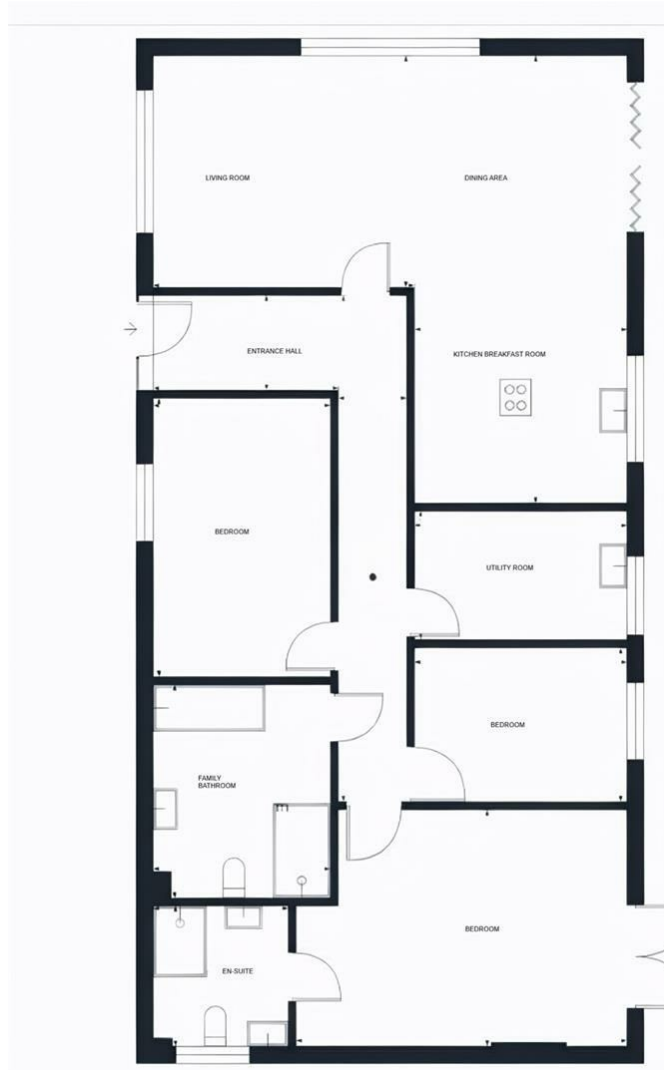 LIVING ROOM
DINING AREA
ENTRANCE HALL
KITCHEN BREAKFAST ROOM
BEDROOM
UTILITY ROOM
BEDROOM
FAMILY
BATHROOM
BEDROOM
EN-SUITE